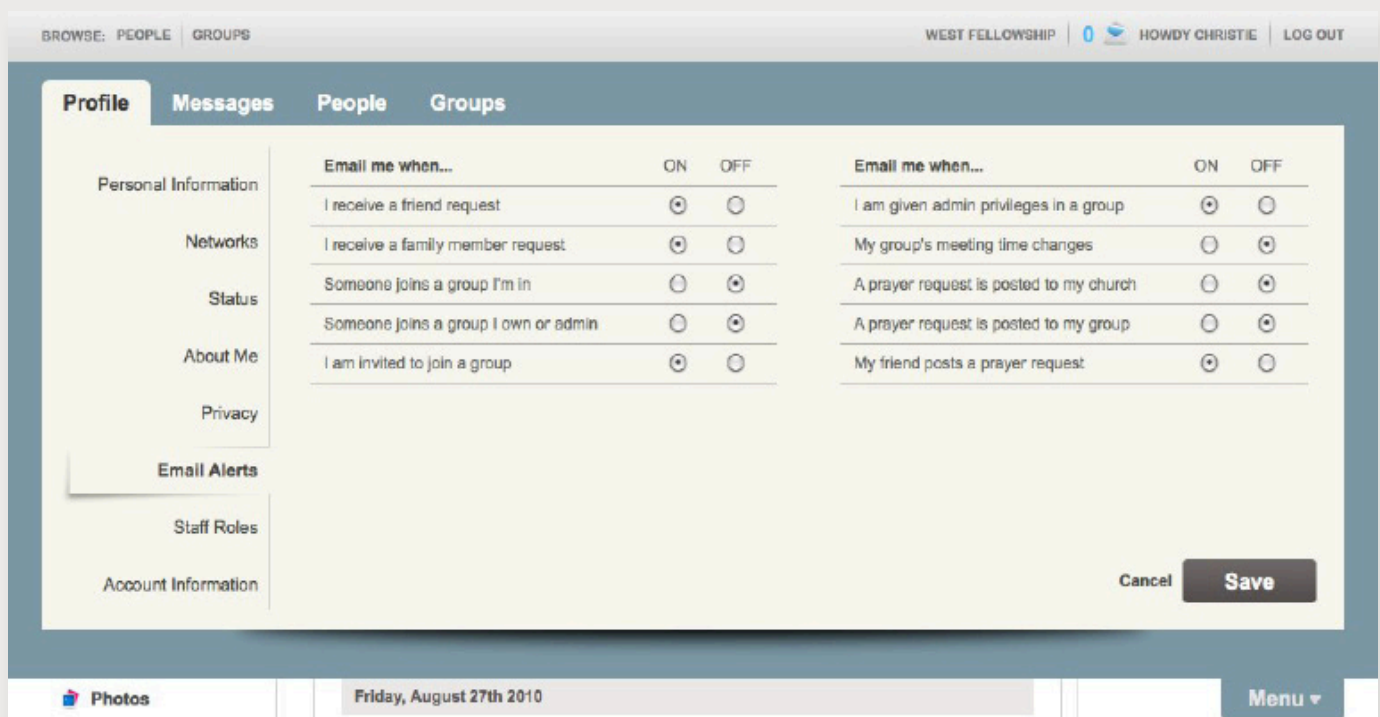 BROWSE: PEOPLE GROUPS
WEST FELLOWSHIP 0 HOWDY CHRISTIE LOG OUT
Profile Messages People Groups
Personal Information
Networks
Status
About Me
Privacy
Email Alerts
Staff Roles
Account Information
Email me when... ON OFF
I receive a friend request
I receive a family member request
Someone joins a group I'm in
Someone joins a group I own or admin
I am invited to join a group
Email me when... ON OFF
I am given admin privileges in a group
My group's meeting time changes
A prayer request is posted to my church
A prayer request is posted to my group
My friend posts a prayer request
Cancel Save
Photos
Friday, August 27th 2010
Menu